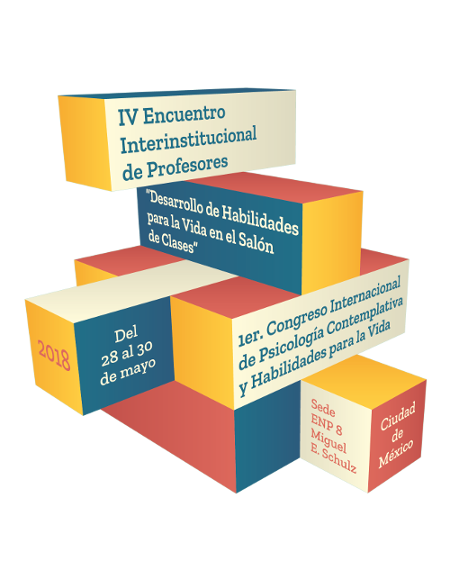 IV Encuentro
Interinstitucional
de Profesores
"Desarrollo de Habilidades
para la Vida en el Salón
de Clases"
1er. Congreso Internacional
de Psicología Contemplativa
y Habilidades para la Vida
2018
Del
28 al 30
de mayo
Sede
ENP 8
Miguel
E. Schulz
Ciudad
de
México